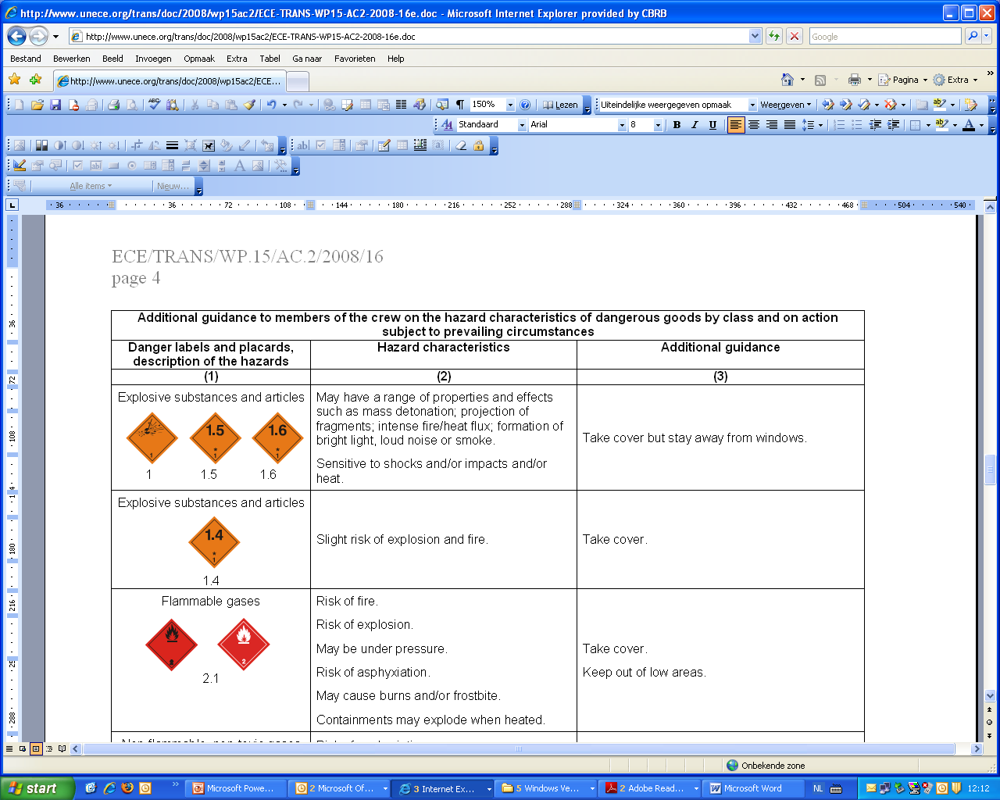 http://www.unece.org/trans/doc/2008/wp15ac2/ECE-TRANS-WP15-AC2-2008-16e.doc - Microsoft Internet Explorer provided by CBRB
http://www.unece.org/trans/doc/2008/wp15ac2/ECE-TRANS-WP15-AC2-2008-16e.doc
Google
Bestand Bewerken Beeld Invoegen Opmaak Extra Tabel Ga naar Favorieten Help
http://www.unece.org/trans/doc/2008/wp15ac2/ECE...
Pagina Extra
150% Lezen Uiteindelijke weergegeven opmaak Weergeven
Standaard Arial 8 B I U
Alle items Nieuw...
36 36 72 108 144 180 216 252 288 324 360 396 432 468 504 540
ECE/TRANS/WP.15/AC.2/2008/16
page 4
Additional guidance to members of the crew on the hazard characteristics of dangerous goods by class and on action
subject to prevailing circumstances
Danger labels and placards,
description of the hazards
Hazard characteristics
Additional guidance
(1) (2) (3)
Explosive substances and articles
1
1.5
*
1
1.6
*
1
1 1.5 1.6
May have a range of properties and effects
such as mass detonation; projection of
fragments; intense fire/heat flux; formation of
bright light, loud noise or smoke.
Sensitive to shocks and/or impacts and/or
heat.
Take cover but stay away from windows.
Explosive substances and articles
1.4
*
1
1.4
Slight risk of explosion and fire.
Take cover.
Flammable gases
2
2
2.1
Risk of fire.
Risk of explosion.
May be under pressure.
Risk of asphyxiation.
May cause burns and/or frostbite.
Containments may explode when heated.
Take cover.
Keep out of low areas.
Onbekende zone
start
Microsoft Powe...
2 Microsoft Of...
3 Internet Ex...
5 Windows Ve...
2 Adobe Read...
Microsoft Word
NL
12:12